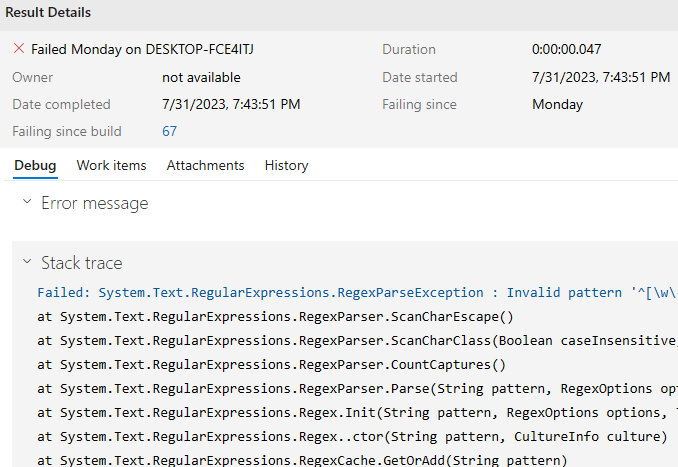 Result Details
Failed Monday on DESKTOP-FCE4ITJ
Duration 0:00:00.047
Owner not available
Date started 7/31/2023, 7:43:51 PM
Date completed 7/31/2023, 7:43:51 PM
Failing since Monday
Failing since build 67
Debug Work items Attachments History
Error message
Stack trace
Failed: System.Text.RegularExpressions.RegexParseException : Invalid pattern '^[\w\
at System.Text.RegularExpressions.RegexParser.ScanCharEscape()
at System.Text.RegularExpressions.RegexParser.ScanCharClass(Boolean caseInsensitive,
at System.Text.RegularExpressions.RegexParser.CountCaptures()
at System.Text.RegularExpressions.RegexParser.Parse(String pattern, RegexOptions op
at System.Text.RegularExpressions.Regex.Init(String pattern, RegexOptions options,
at System.Text.RegularExpressions.Regex..ctor(String pattern, CultureInfo culture)
at System.Text.RegularExpressions.RegexCache.GetOrAdd(String pattern)